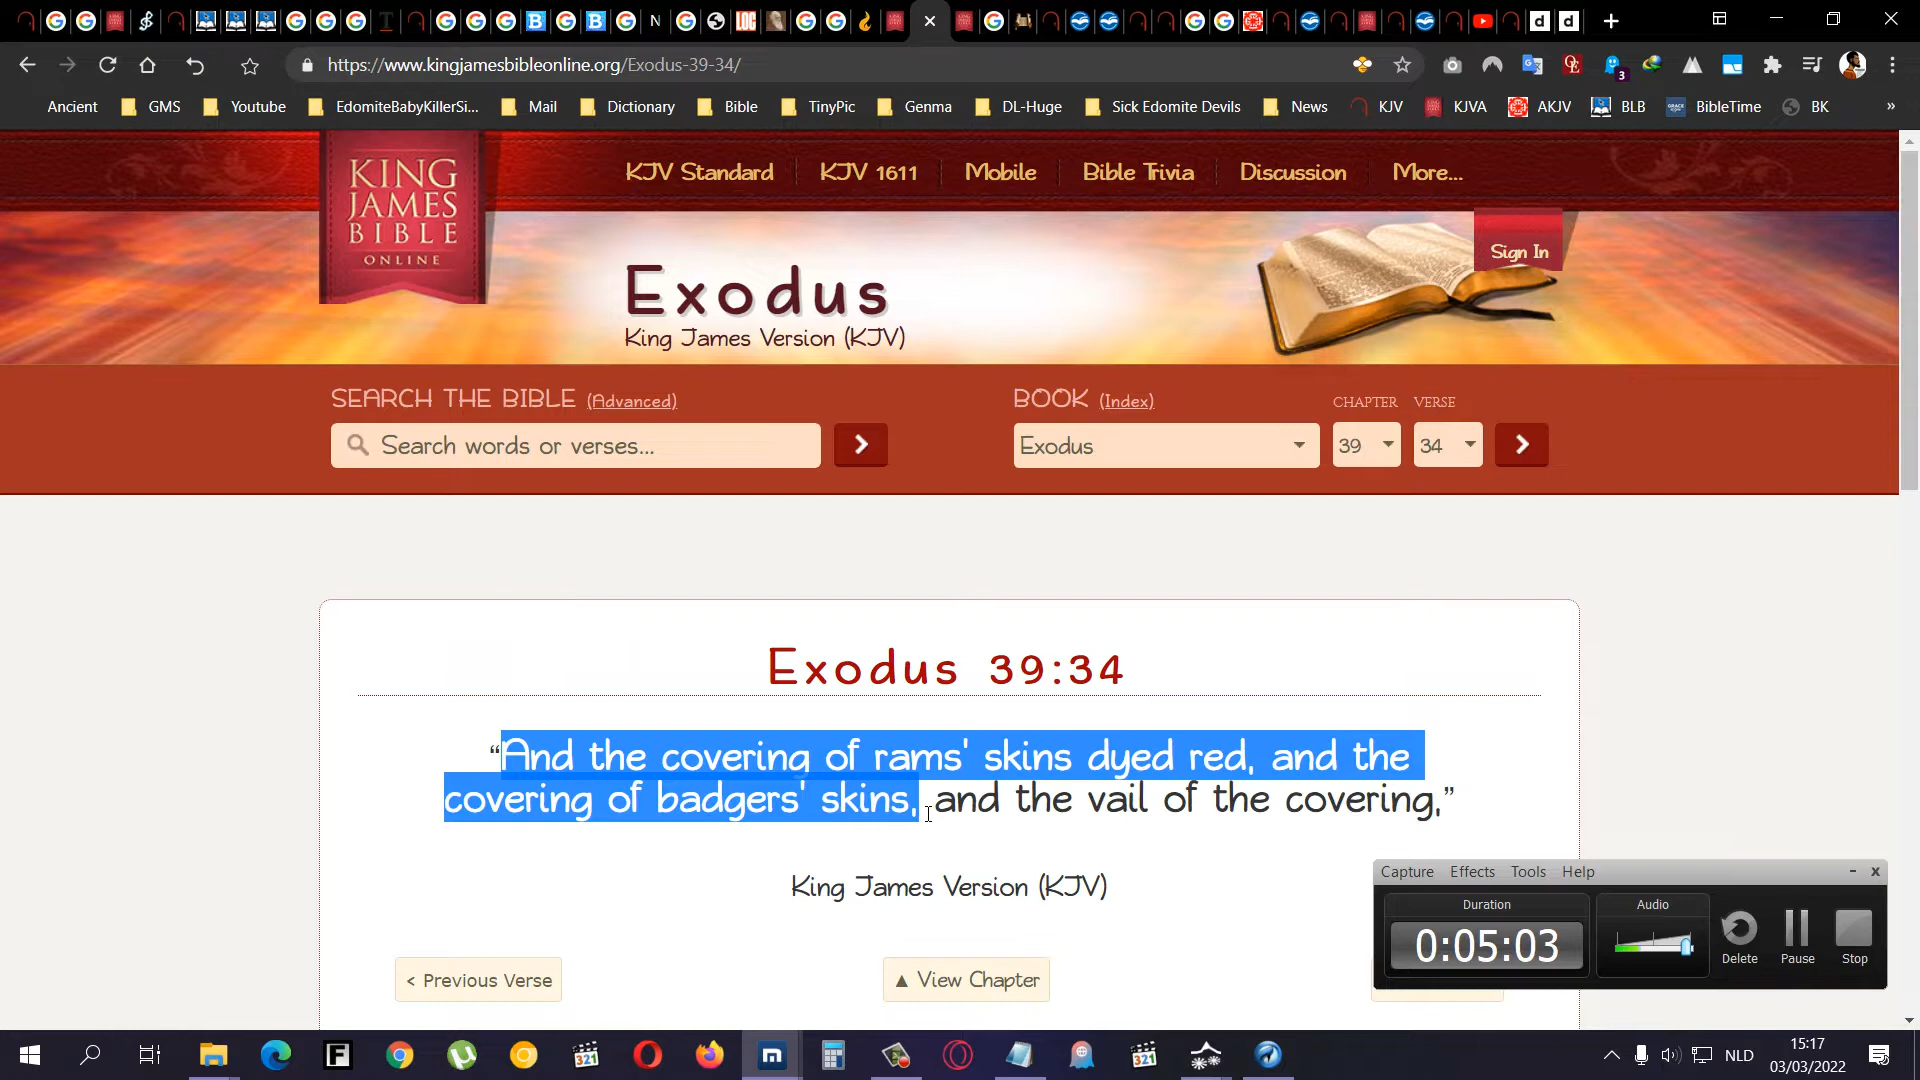 https://www.kingjamesbibleonline.org/Exodus-39-34/
3
Ancient GMS Youtube EdomiteBabyKillerSi... Mail Dictionary Bible TinyPic Genma DL-Huge Sick Edomite Devils News KJV KJVA AKJV BLB BibleTime BK »
KING
JAMES
BIBLE
ONLINE
KJV Standard KJV 1611 Mobile Bible Trivia Discussion More...
Sign In
Exodus
King James Version (KJV)
SEARCH THE BIBLE (Advanced) BOOK (Index) CHAPTER VERSE
Search words or verses... Exodus 39 34
Exodus 39:34
“And the covering of rams' skins dyed red, and the
covering of badgers' skins, and the vail of the covering,”
King James Version (KJV)
< Previous Verse ▲ View Chapter
Capture Effects Tools Help
Duration Audio
0:05:03
Delete Pause Stop
NLD
15:17
03/03/2022